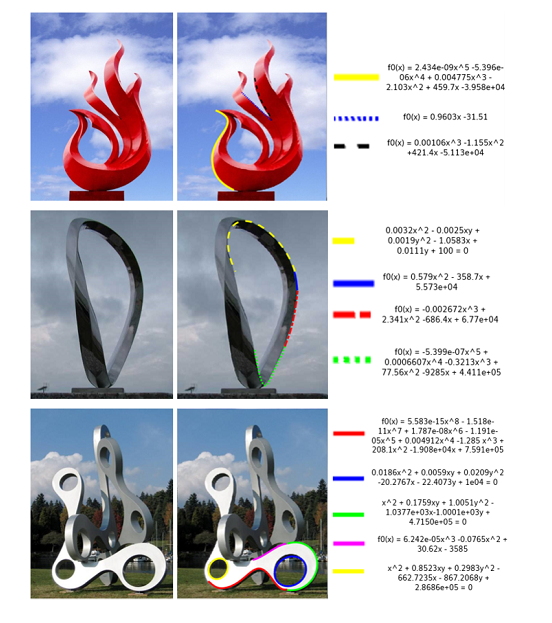 f0(x) = 2.434e-09x^5 -5.396e-
06x^4 + 0.004775x^3 -
2.103x^2 + 459.7x -3.958e+04
f0(x) = 0.9603x -31.51
f0(x) = 0.00106x^3 -1.155x^2
+421.4x -5.113e+04
0.0032x^2 - 0.0025xy +
0.0019y^2 - 1.0583x +
0.0111y + 100 = 0
f0(x) = 0.579x^2 - 358.7x +
5.573e+04
f0(x) = -0.002672x^3 +
2.341x^2 -686.4x + 6.77e+04
f0(x) = -5.399e-07x^5 +
0.0006607x^4 -0.3213x^3 +
77.56x^2 -9285x + 4.411e+05
f0(x) = 5.583e-15x^8 - 1.518e-
11x^7 + 1.787e-08x^6 - 1.191e-
05x^5 + 0.004912x^4 -1.285 x^3 +
208.1x^2 -1.908e+04x + 7.591e+05
0.0186x^2 + 0.0059xy + 0.0209y^2
-20.2767x - 22.4073y + 1e04 = 0
x^2 + 0.1759xy + 1.0051y^2 -
1.0377e+03x-1.0001e+03y +
4.7150e+05 = 0
f0(x) = 6.242e-05x^3 -0.0765x^2 +
30.62x - 3585
x^2 + 0.8523xy + 0.2983y^2 -
662.7235x - 867.2068y +
2.8686e+05 = 0